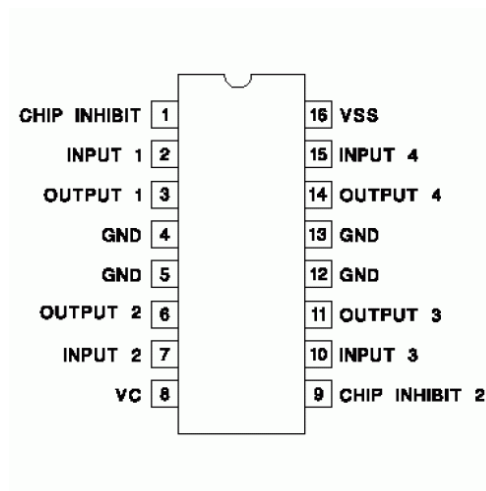 CHIP INHIBIT 1 16 VSS
INPUT 1 2 15 INPUT 4
OUTPUT 1 3 14 OUTPUT 4
GND 4 13 GND
GND 5 12 GND
OUTPUT 2 6 11 OUTPUT 3
INPUT 2 7 10 INPUT 3
VC 8 9 CHIP INHIBIT 2